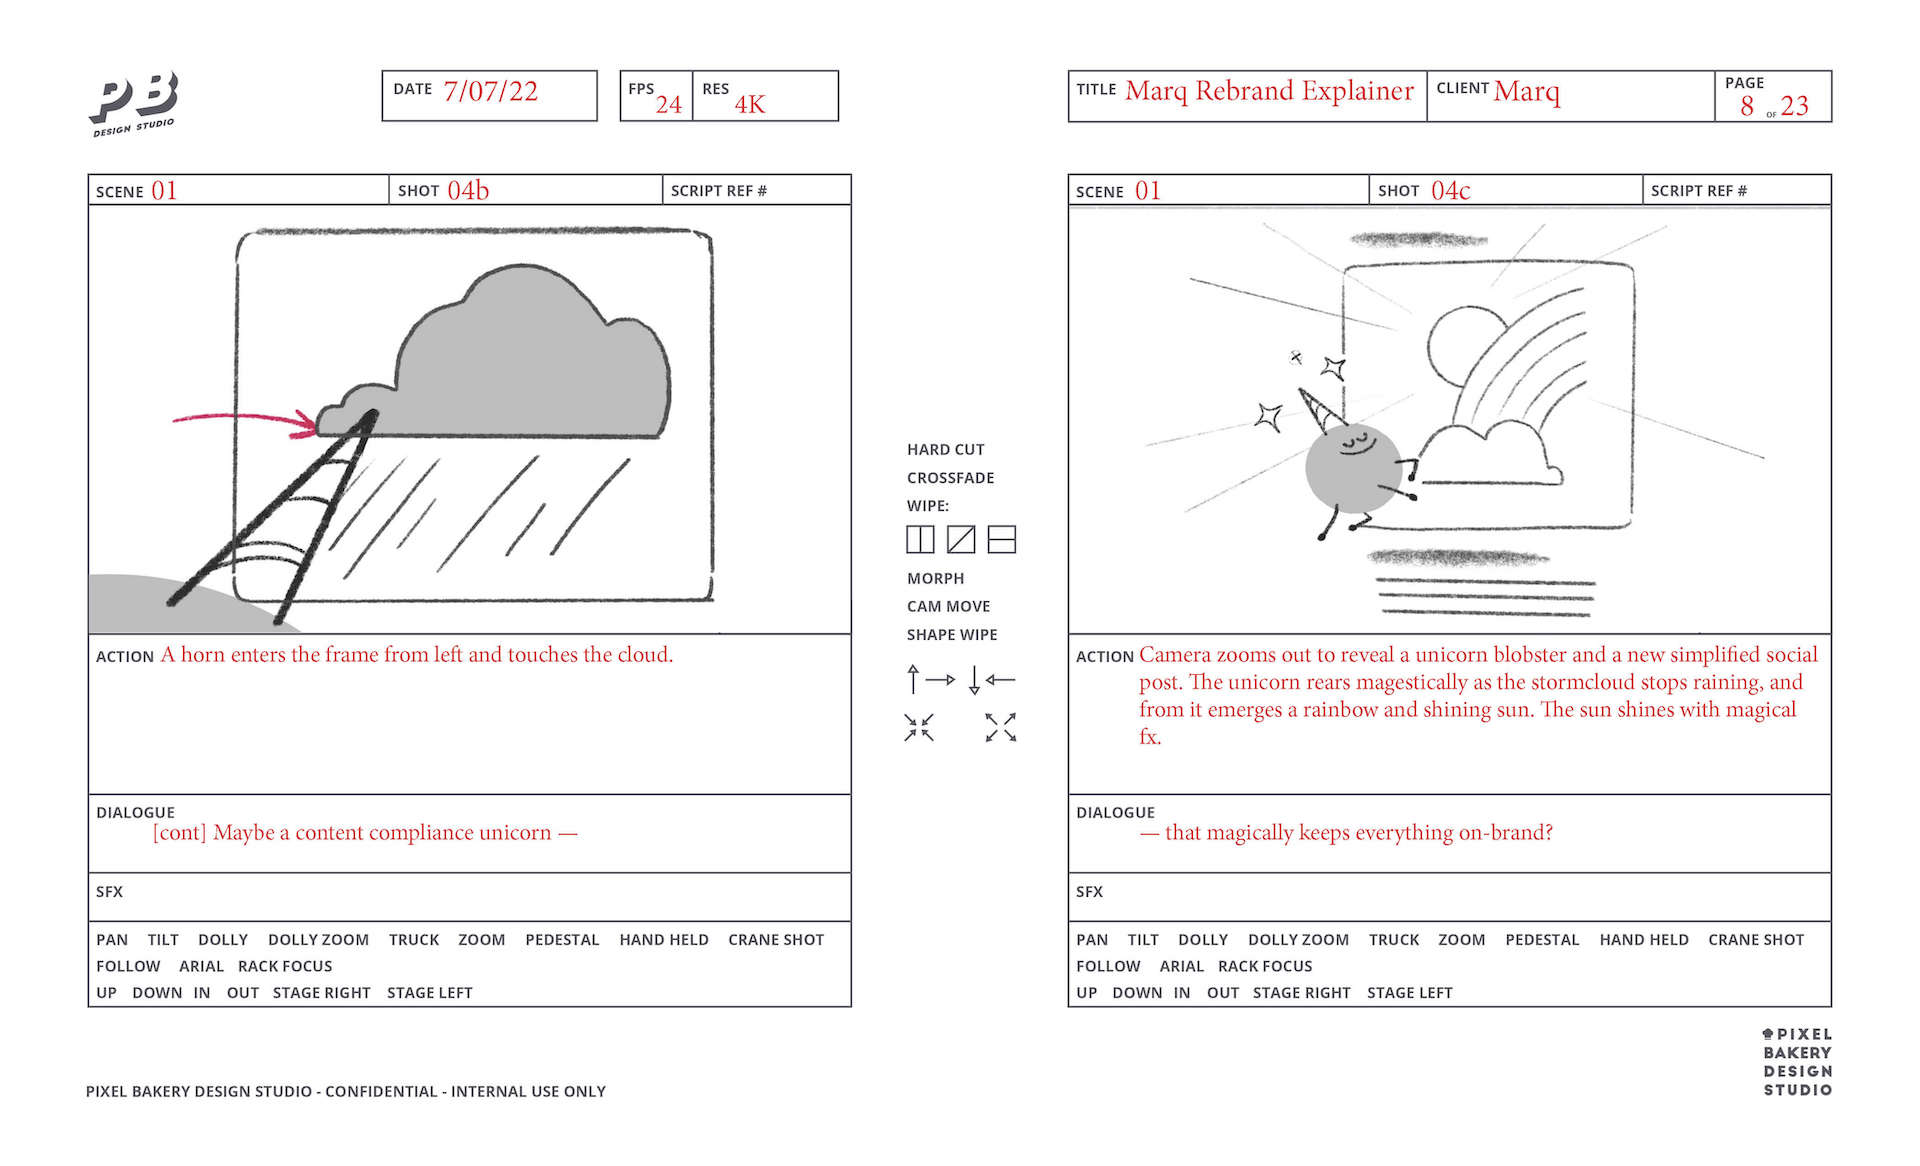 PB
DESIGN STUDIO
DATE 7/07/22
FPS 24
RES 4K
TITLE Marq Rebrand Explainer
CLIENT Marq
PAGE 8 OF 23
SCENE 01
SHOT 04b
SCRIPT REF #
ACTION A horn enters the frame from left and touches the cloud.
DIALOGUE
[cont] Maybe a content compliance unicorn —
SFX
PAN TILT DOLLY DOLLY ZOOM TRUCK ZOOM PEDESTAL HAND HELD CRANE SHOT
FOLLOW ARIAL RACK FOCUS
UP DOWN IN OUT STAGE RIGHT STAGE LEFT
HARD CUT
CROSSFADE
WIPE:
MORPH
CAM MOVE
SHAPE WIPE
SCENE 01
SHOT 04c
SCRIPT REF #
ACTION Camera zooms out to reveal a unicorn blobster and a new simplified social
post. The unicorn rears magestically as the stormcloud stops raining, and
from it emerges a rainbow and shining sun. The sun shines with magical
fx.
DIALOGUE
— that magically keeps everything on-brand?
SFX
PAN TILT DOLLY DOLLY ZOOM TRUCK ZOOM PEDESTAL HAND HELD CRANE SHOT
FOLLOW ARIAL RACK FOCUS
UP DOWN IN OUT STAGE RIGHT STAGE LEFT
PIXEL BAKERY DESIGN STUDIO - CONFIDENTIAL - INTERNAL USE ONLY
PIXEL
BAKERY
DESIGN
STUDIO